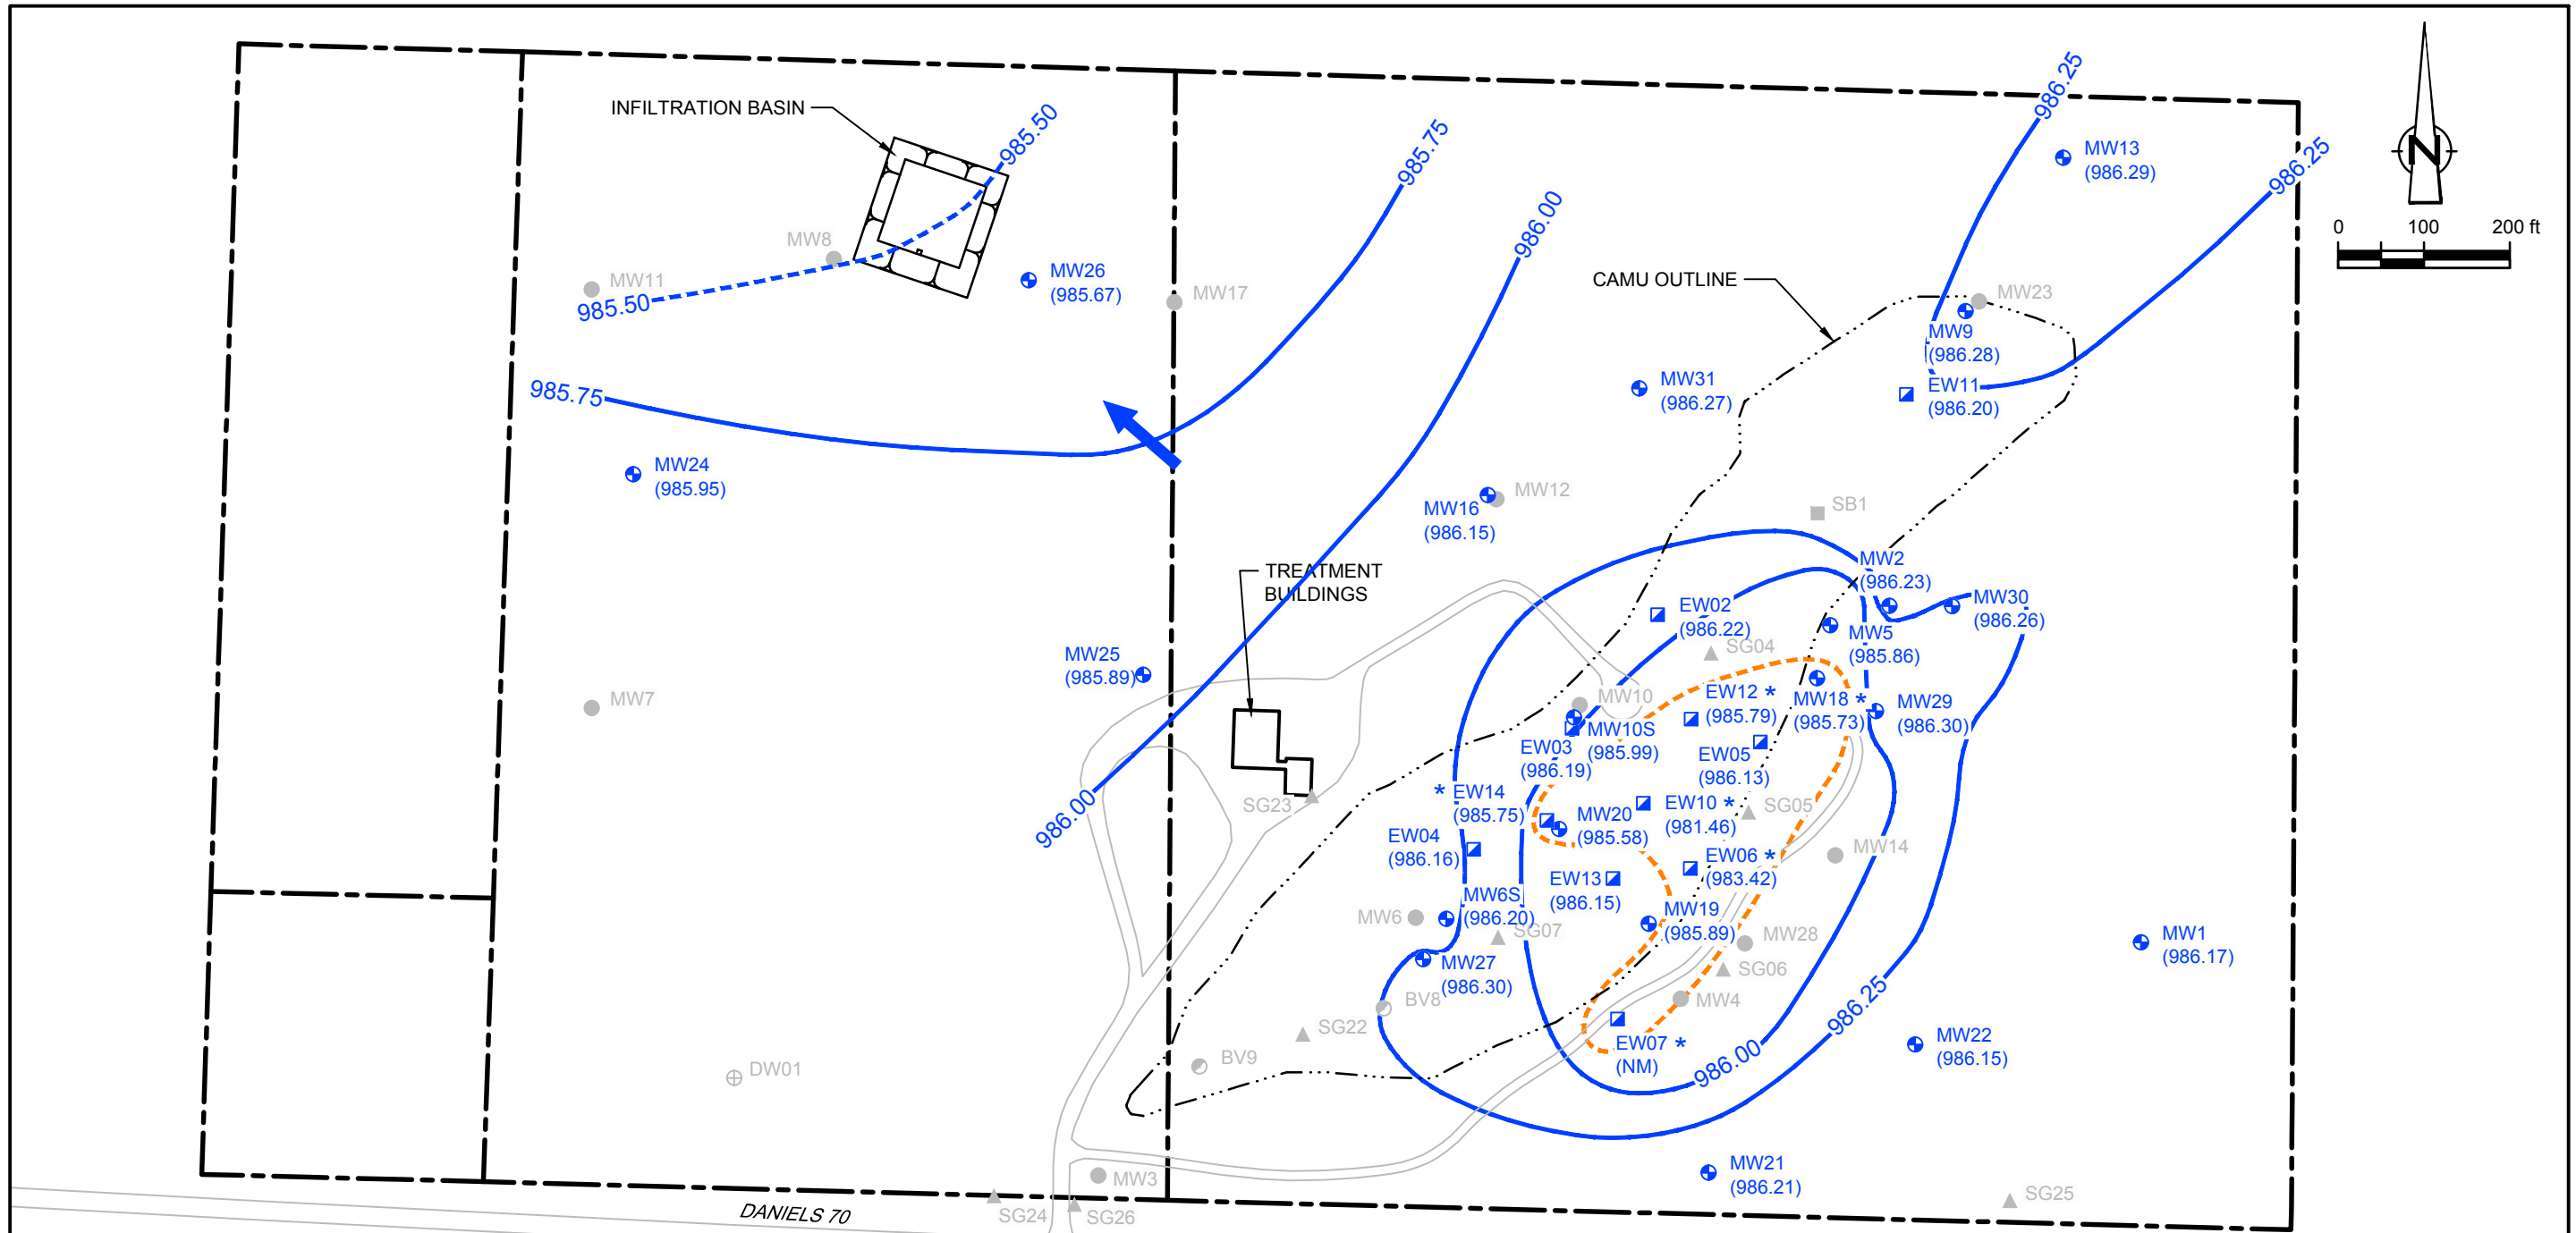 986.25
INFILTRATION BASIN
985.50
985.75
N
MW13
(986.29)
986.25
986.00
0 100 200 ft
MW8
MW11
985.50
MW26
(985.67)
MW17
CAMU OUTLINE
MW23
MW9
(986.28)
EW11
(986.20)
985.75
MW31
(986.27)
MW24
(985.95)
MW12
MW16
(986.15)
SB1
TREATMENT
BUILDINGS
MW2
(986.23)
MW30
(986.26)
EW02
(986.22)
MW5
(985.86)
SG04
MW25
(985.89)
MW7
MW10
EW12 *
(985.79)
MW18 *
(985.73)
MW29
(986.30)
MW10S
(985.99)
EW03
(986.19)
EW05
(986.13)
986.00
SG23
* EW14
(985.75)
MW20
(985.58)
EW10 *
(981.46)
SG05
EW04
(986.16)
EW06 *
(983.42)
MW14
EW13
(986.15)
MW6
MW6S
(986.20)
SG07
MW19
(985.89)
MW28
MW1
(986.17)
MW27
(986.30)
SG06
BV8
MW4
986.25
SG22
EW07 *
(NM)
986.00
MW22
(986.15)
BV9
DW01
MW3
MW21
(986.21)
SG25
DANIELS 70
SG24
SG26